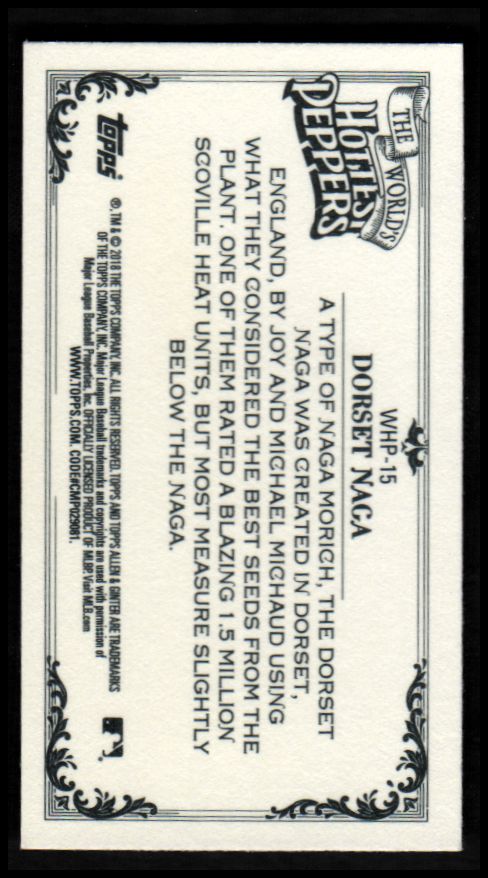 THE WORLD'S
HOTTEST
PEPPERS
WHP-15
DORSET NAGA
A TYPE OF NAGA MORICH, THE DORSET
NAGA WAS CREATED IN DORSET,
ENGLAND, BY JOY AND MICHAEL MICHAUD USING
WHAT THEY CONSIDERED THE BEST SEEDS FROM THE
PLANT. ONE OF THEM RATED A BLAZING 1.5 MILLION
SCOVILLE HEAT UNITS, BUT MOST MEASURE SLIGHTLY
BELOW THE NAGA.
topps
®, TM & © 2018 THE TOPPS COMPANY, INC. ALL RIGHTS RESERVED. TOPPS AND TOPPS ALLEN & GINTER ARE TRADEMARKS
OF THE TOPPS COMPANY, INC. Major League Baseball trademarks and copyrights are used with permission of
Major League Baseball Properties, Inc. OFFICIALLY LICENSED PRODUCT OF MLBP. Visit MLB.com
WWW.TOPPS.COM. CODE#CMP029081.